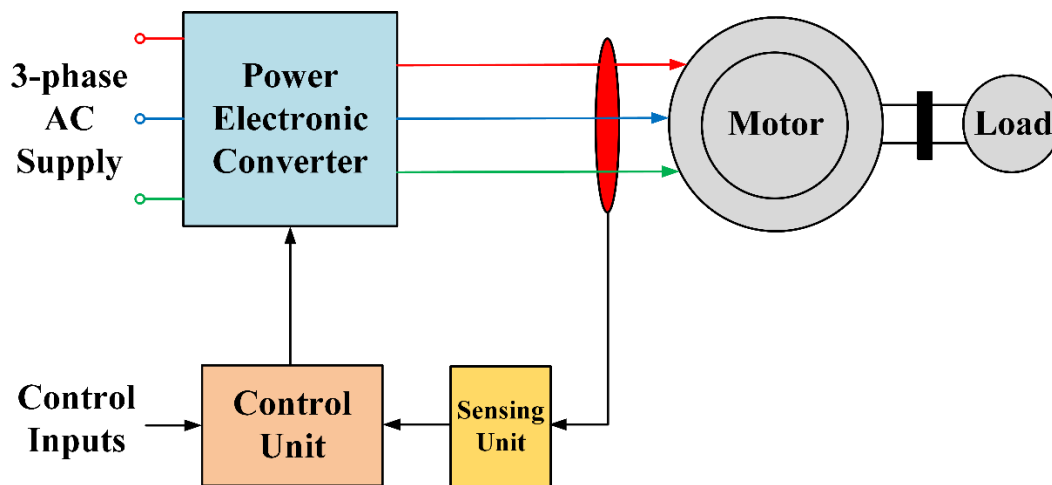 3-phase
AC
Supply
Power
Electronic
Converter
Motor
Load
Control
Inputs
Control
Unit
Sensing
Unit